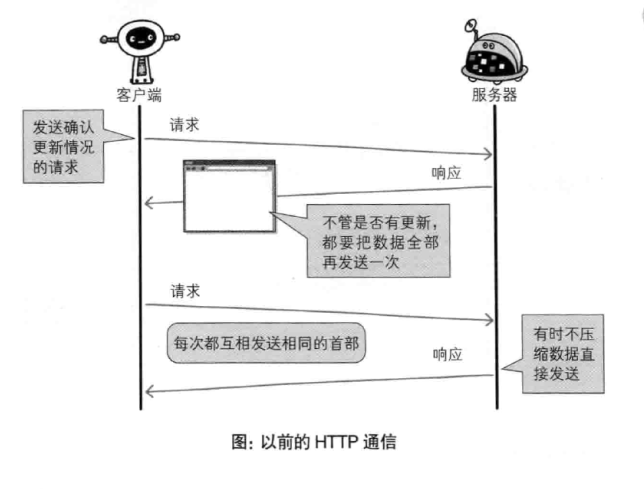 客户端
服务器
发送确认
更新情况
的请求
请求
响应
不管是否有更新，
都要把数据全部
再发送一次
请求
每次都互相发送相同的首部
响应
有时不压
缩数据直
接发送
图：以前的 HTTP 通信